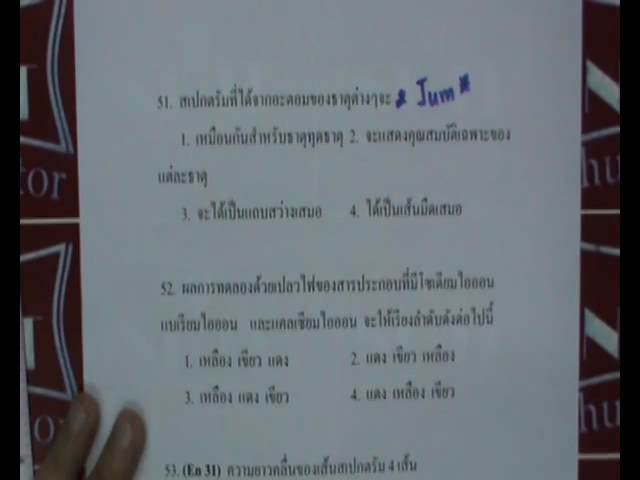 51. สเปกตรัมที่ได้จากอะตอมของธาตุต่างๆจะ * Jum *
1. เหมือนกันสำหรับธาตุทุดธาตุ 2. จะแสดงคุณสมบัติเฉพาะของ
แต่ละธาตุ
3. จะได้เป็นแถบสว่างเสมอ 4. ได้เป็นเส้นมืดเสมอ
52. ผลการทดลองด้วยเปลวไฟของสารประกอบที่มีโซเดียมไอออน
แบเรียมไอออน และแคลเซียมไอออน จะให้เรียงลำดับดังต่อไปนี้
1. เหลือง เขียว แดง 2. แดง เขียว เหลือง
3. เหลือง แดง เขียว 4. แดง เหลือง เขียว
53. (En 31) ความยาวคลื่นของเส้นสเปกตรัม 4 เส้น
tor
hu